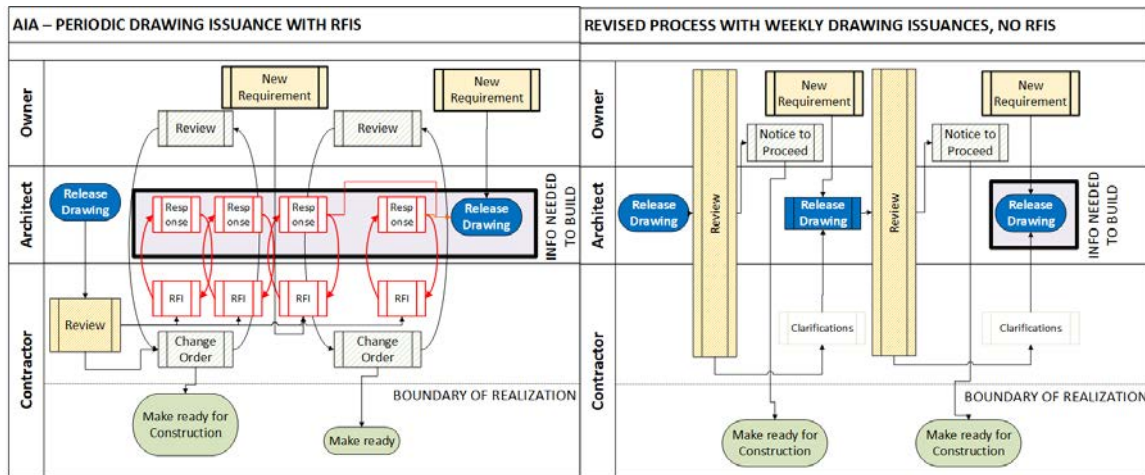 AIA – PERIODIC DRAWING ISSUANCE WITH RFIS
Owner
New
Requirement
New
Requirement
Review
Review
Architect
Release
Drawing
Resp
onse
Resp
onse
Resp
onse
Resp
onse
Release
Drawing
INFO NEEDED
TO BUILD
Contractor
Review
RFI
RFI
RFI
RFI
Change
Order
Change
Order
BOUNDARY OF REALIZATION
Make ready for
Construction
Make ready
REVISED PROCESS WITH WEEKLY DRAWING ISSUANCES, NO RFIS
Owner
New
Requirement
New
Requirement
Notice to
Proceed
Notice to
Proceed
Architect
Release
Drawing
Review
Release
Drawing
Review
Release
Drawing
INFO NEEDED
TO BUILD
Contractor
Clarifications
Clarifications
BOUNDARY OF REALIZATION
Make ready for
Construction
Make ready for
Construction